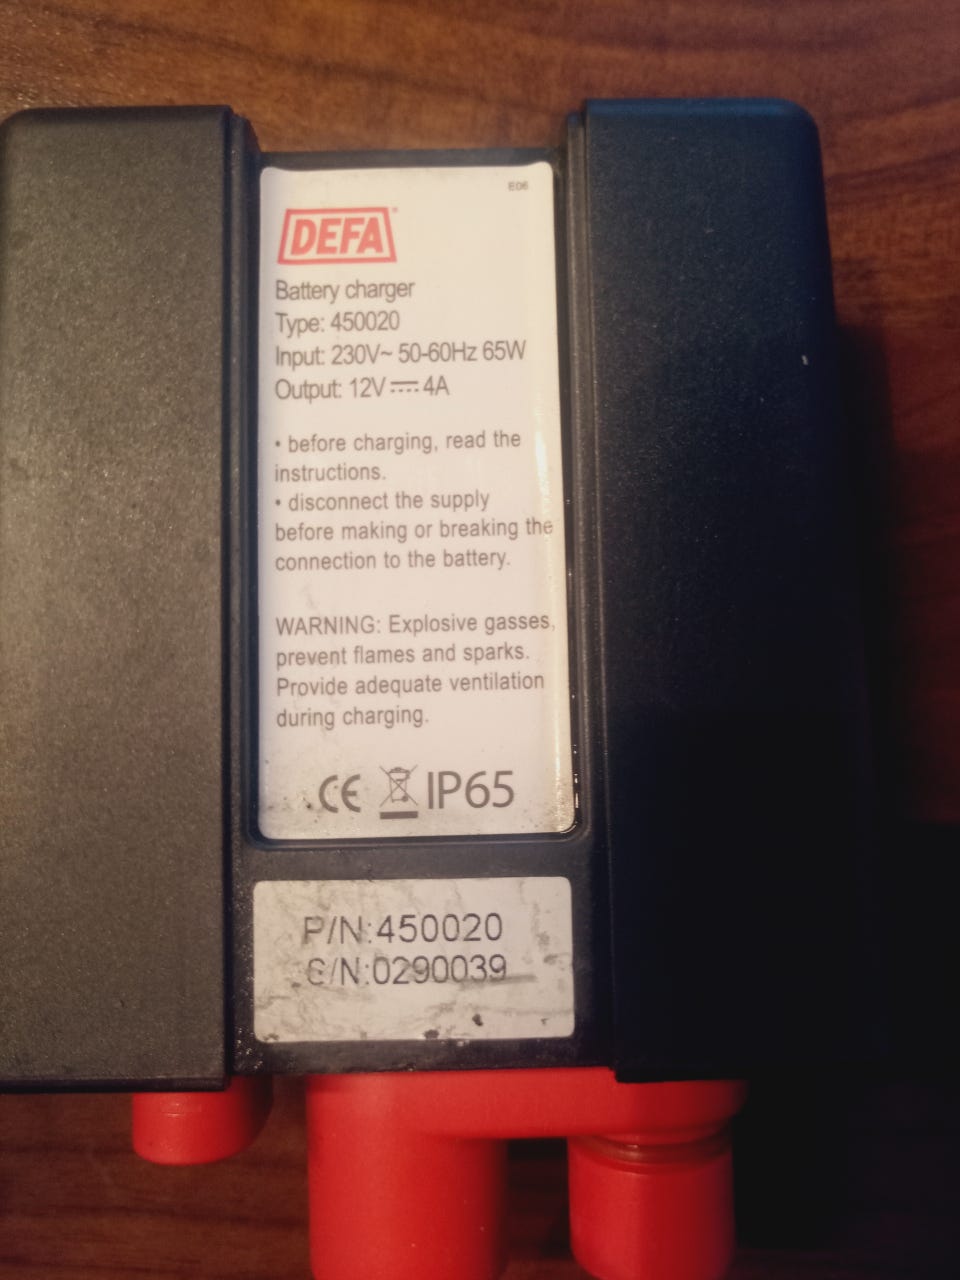 E06
DEFA
Battery charger
Type: 450020
Input: 230V~ 50-60Hz 65W
Output: 12V ⎓ 4A
• before charging, read the
instructions.
• disconnect the supply
before making or breaking the
connection to the battery.
WARNING: Explosive gasses,
prevent flames and sparks.
Provide adequate ventilation
during charging.
CE IP65
P/N:450020
S/N:0290039